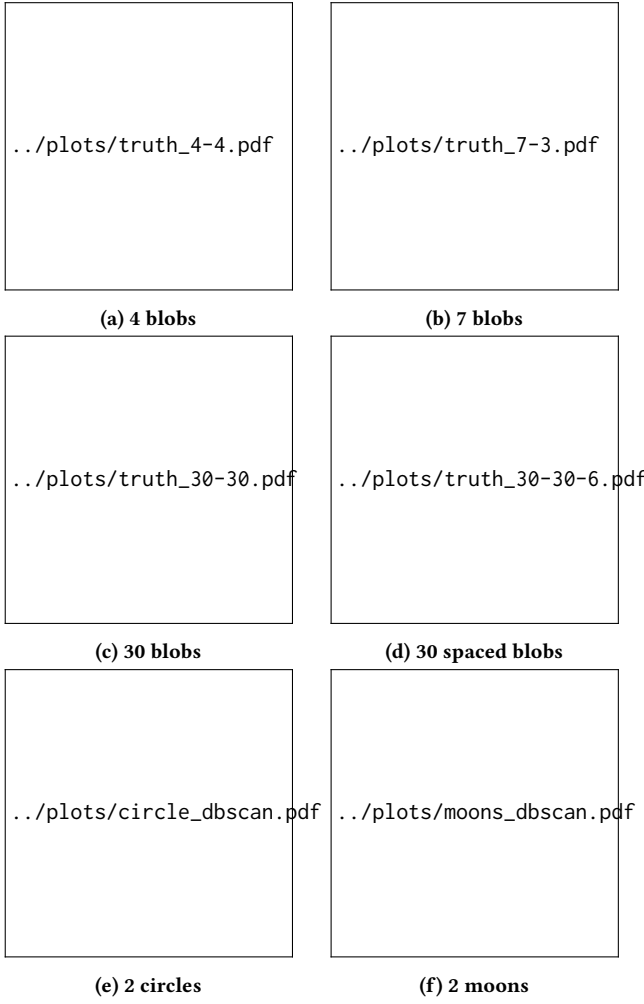 ../plots/truth_4-4.pdf
../plots/truth_7-3.pdf
(a) 4 blobs
(b) 7 blobs
../plots/truth_30-30.pdf
../plots/truth_30-30-6.pdf
(c) 30 blobs
(d) 30 spaced blobs
../plots/circle_dbscan.pdf
../plots/moons_dbscan.pdf
(e) 2 circles
(f) 2 moons